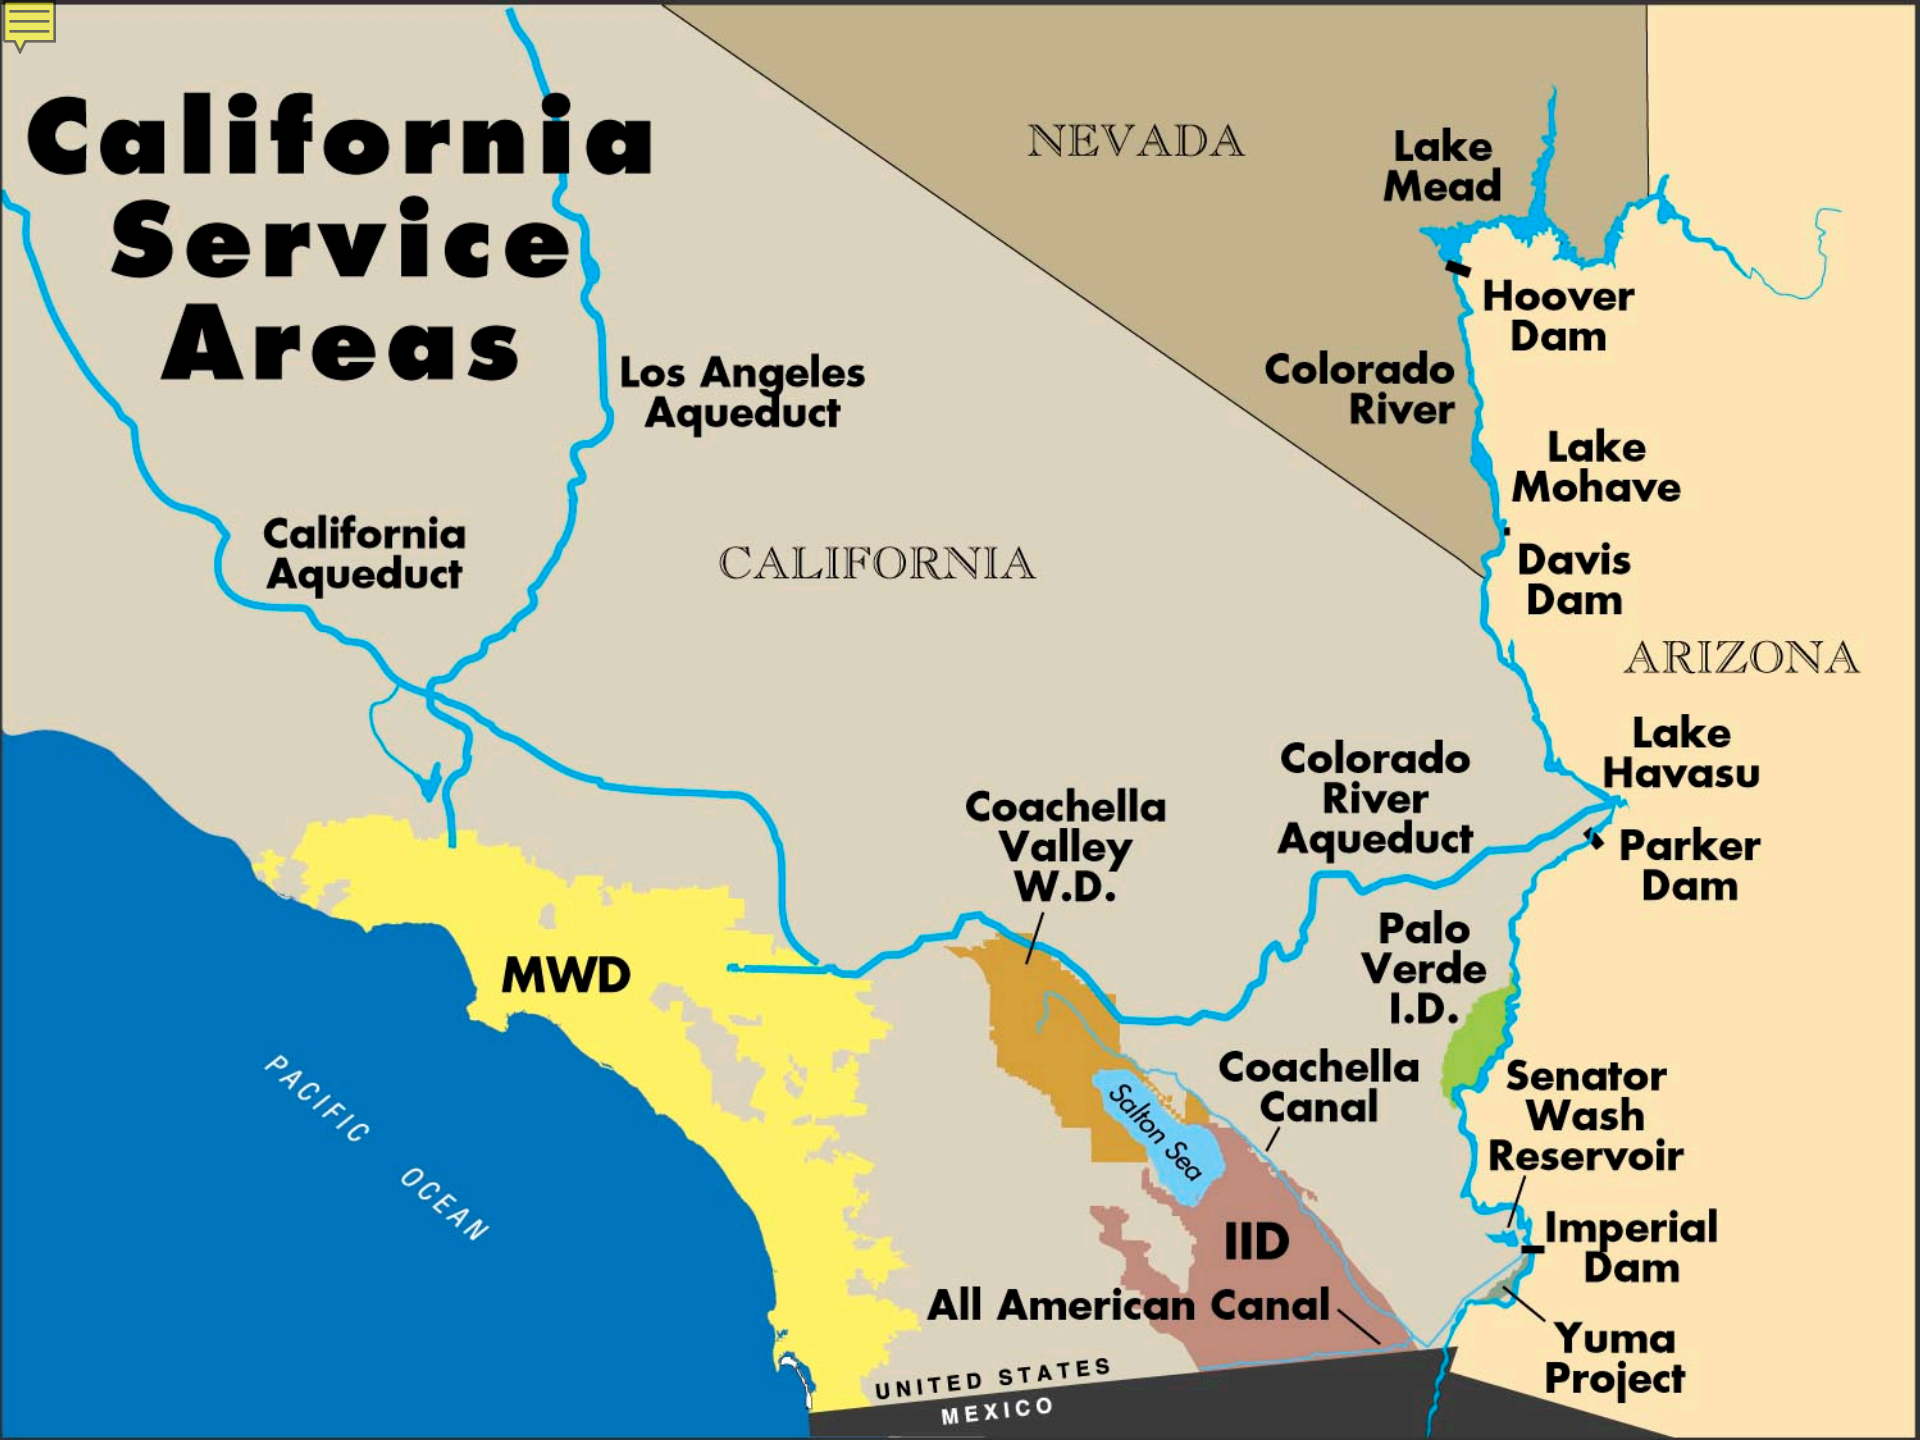 California
Service
Areas
NEVADA
Lake
Mead
Hoover
Dam
Colorado
River
Los Angeles
Aqueduct
Lake
Mohave
California
Aqueduct
CALIFORNIA
Davis
Dam
ARIZONA
Lake
Havasu
Colorado
River
Aqueduct
Coachella
Valley
W.D.
Parker
Dam
Palo
Verde
I.D.
MWD
Coachella
Canal
Senator
Wash
Reservoir
Salton Sea
PACIFIC
OCEAN
IID
Imperial
Dam
All American Canal
Yuma
Project
UNITED STATES
MEXICO